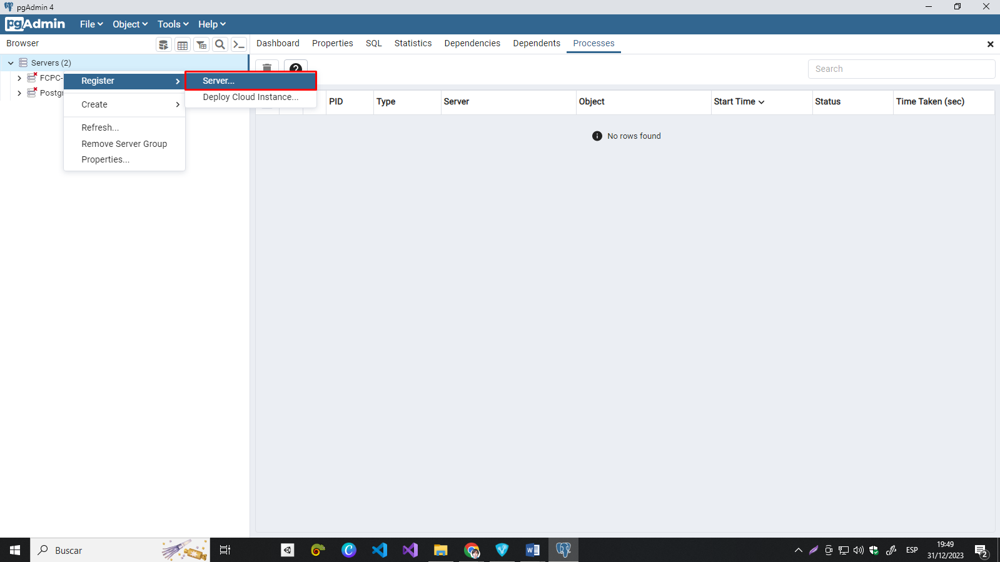 pgAdmin 4
pgAdmin File Object Tools Help
Browser
Dashboard Properties SQL Statistics Dependencies Dependents Processes
Servers (2)
Search
FCPC-
Register
Server...
Postgr
Deploy Cloud Instance...
PID Type Server Object Start Time Status Time Taken (sec)
Create
Refresh...
No rows found
Remove Server Group
Properties...
Buscar
ESP
19:49
31/12/2023
2